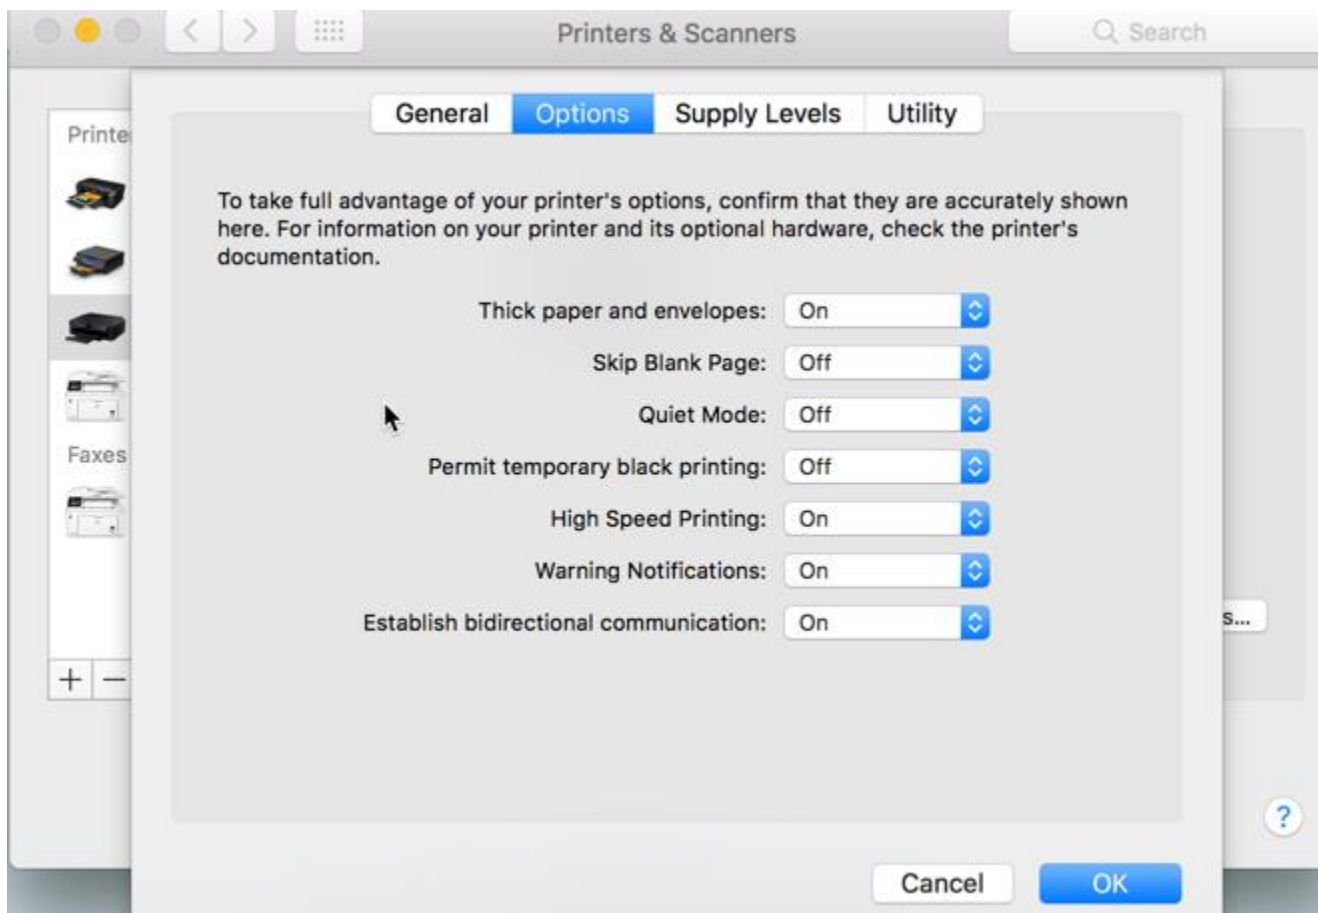 Printers & Scanners
Search
General
Options
Supply Levels
Utility
To take full advantage of your printer's options, confirm that they are accurately shown
here. For information on your printer and its optional hardware, check the printer's
documentation.
Thick paper and envelopes: On
Skip Blank Page: Off
Quiet Mode: Off
Permit temporary black printing: Off
High Speed Printing: On
Warning Notifications: On
Establish bidirectional communication: On
Faxes
s...
+ −
?
Cancel
OK